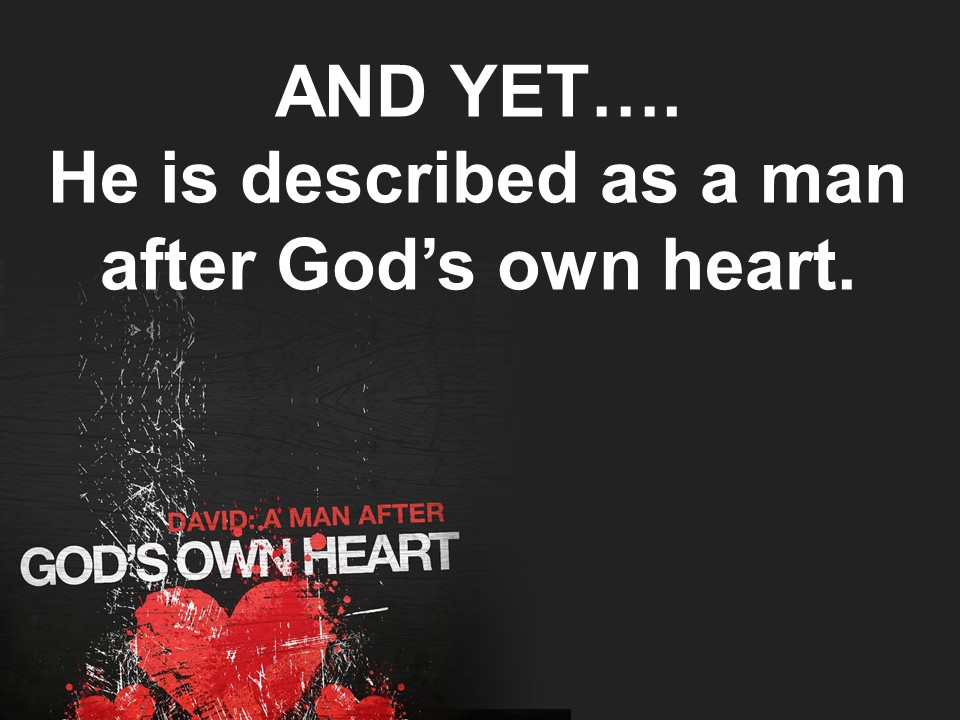 AND YET….
He is described as a man
after God’s own heart.
DAVID: A MAN AFTER
GOD’S OWN HEART